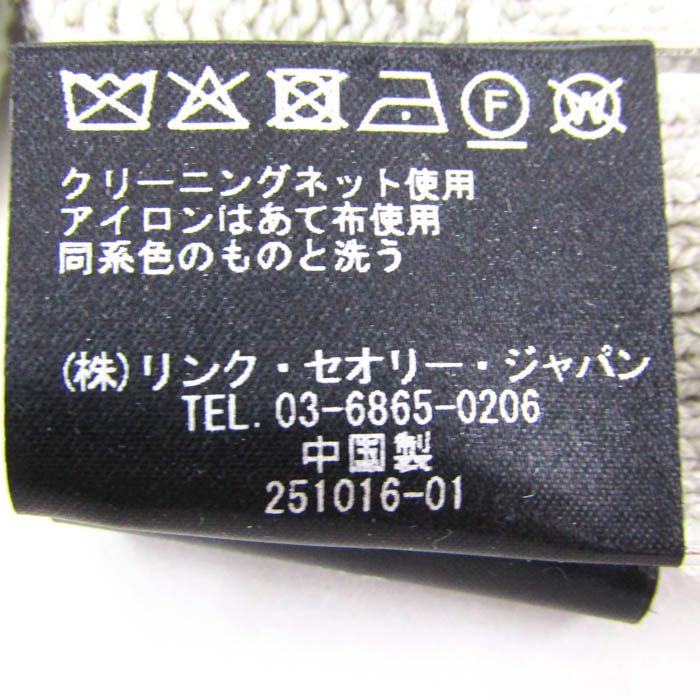 F W
クリーニングネット使用
アイロンはあて布使用
同系色のものと洗う
(株)リンク・セオリー・ジャパン
TEL. 03-6865-0206
中国製
251016-01